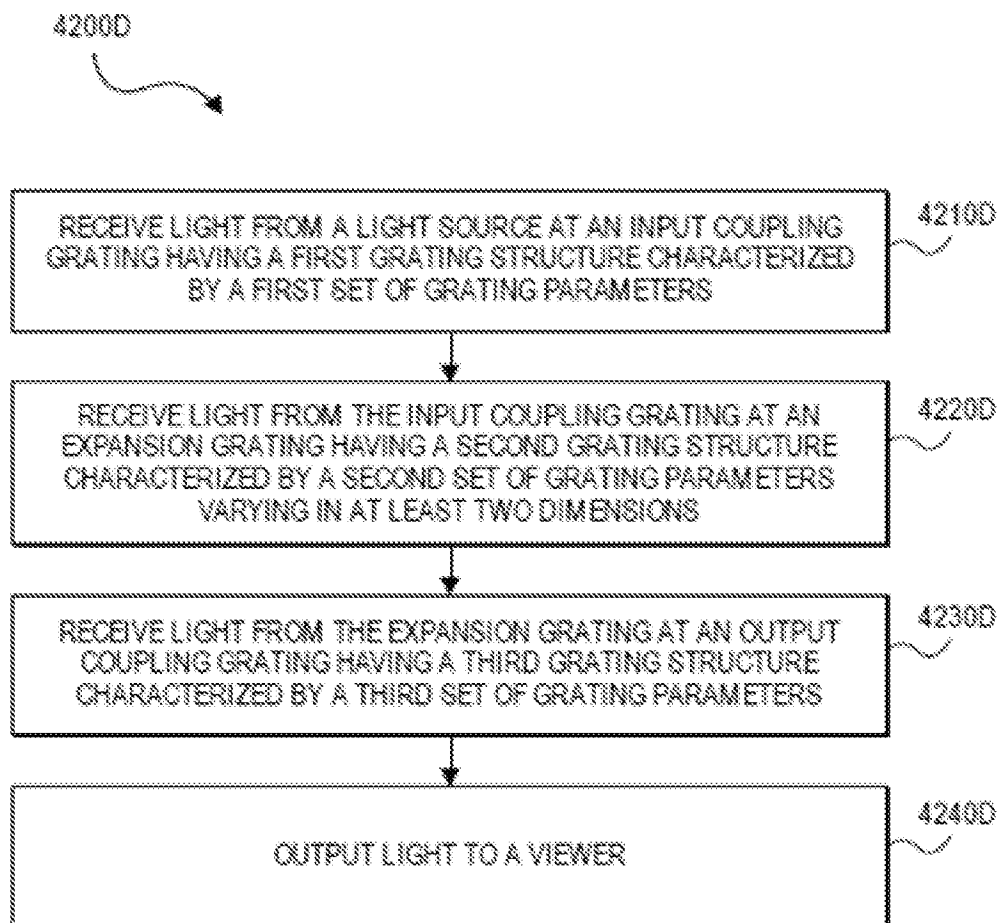 4200D
RECEIVE LIGHT FROM A LIGHT SOURCE AT AN INPUT COUPLING
GRATING HAVING A FIRST GRATING STRUCTURE CHARACTERIZED
BY A FIRST SET OF GRATING PARAMETERS
4210D
RECEIVE LIGHT FROM THE INPUT COUPLING GRATING AT AN
EXPANSION GRATING HAVING A SECOND GRATING STRUCTURE
CHARACTERIZED BY A SECOND SET OF GRATING PARAMETERS
VARYING IN AT LEAST TWO DIMENSIONS
4220D
RECEIVE LIGHT FROM THE EXPANSION GRATING AT AN OUTPUT
COUPLING GRATING HAVING A THIRD GRATING STRUCTURE
CHARACTERIZED BY A THIRD SET OF GRATING PARAMETERS
4230D
OUTPUT LIGHT TO A VIEWER
4240D